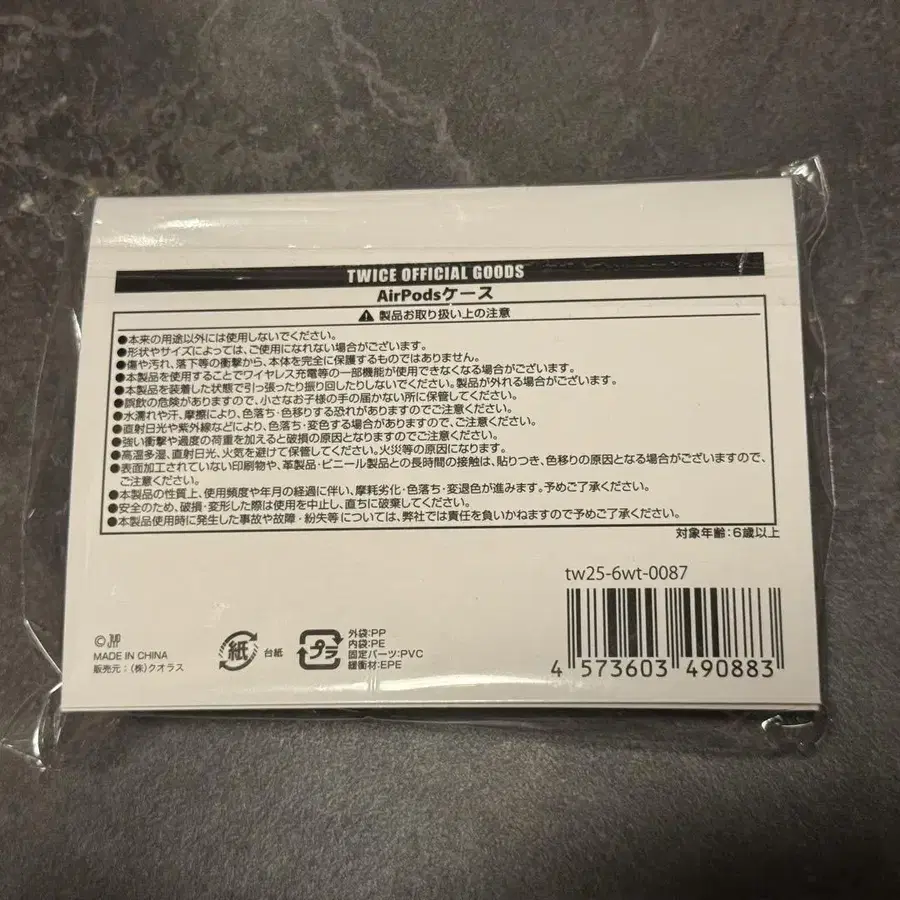 TWICE OFFICIAL GOODS
AirPodsケース
製品お取り扱い上の注意
●本来の用途以外には使用しないでください。
●形状やサイズによっては、ご使用になれない場合がございます。
●傷や汚れ、落下等の衝撃から、本体を完全に保護するものではありません。
●本製品を使用することでワイヤレス充電等の一部機能が使用できなくなる場合がございます。
●本製品を装着した状態で引っ張ったり振り回したりしないでください。製品が外れる場合がございます。
●誤飲の危険がありますので、小さなお子様の手の届かない所に保管してください。
●水濡れや汗、摩擦により、色落ち・色移りする恐れがありますのでご注意ください。
●直射日光や紫外線などにより、色落ち・変色する場合がありますので、ご注意ください。
●強い衝撃や過度の荷重を加えると破損の原因となりますのでご注意ください。
●高温多湿、直射日光、火気を避けて保管してください。火災等の原因になります。
●表面加工されていない印刷物や、革製品・ビニール製品との長時間の接触は、貼りつき、色移りの原因となる場合がございますので、
ご注意ください。
●本製品の性質上、使用頻度や年月の経過に伴い、摩耗劣化・色落ち・変退色が進みます。予めご了承ください。
●安全のため、破損・変形した際は使用を中止し、直ちに破棄してください。
●本製品使用時に発生した事故や故障・紛失等については、弊社では責任を負いかねますので予めご了承ください。
対象年齢:6歳以上
tw25-6wt-0087
©JYP
MADE IN CHINA
販売元:(株)クオラス
紙 台紙
プラ
外袋:PP
内袋:PE
固定パーツ:PVC
緩衝材:EPE
4 573603 490883